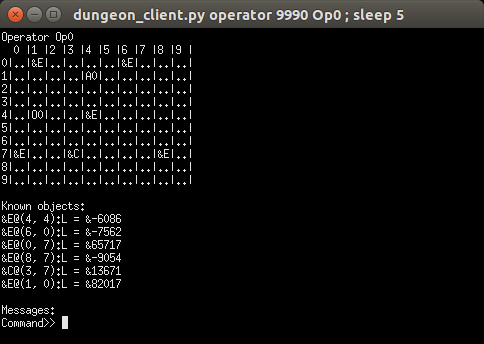 dungeon_client.py operator 9990 Op0 ; sleep 5
Operator Op0
  0 |1 |2 |3 |4 |5 |6 |7 |8 |9 |
0|..|&E|..|..|..|..|&E|..|..|..|
1|..|..|..|..|A0|..|..|..|..|..|
2|..|..|..|..|..|..|..|..|..|..|
3|..|..|..|..|..|..|..|..|..|..|
4|..|O0|..|..|&E|..|..|..|..|..|
5|..|..|..|..|..|..|..|..|..|..|
6|..|..|..|..|..|..|..|..|..|..|
7|&E|..|..|&C|..|..|..|..|&E|..|
8|..|..|..|..|..|..|..|..|..|..|
9|..|..|..|..|..|..|..|..|..|..|
Known objects:
&E@(4, 4):L = &-6086
&E@(6, 0):L = &-7562
&E@(0, 7):L = &65717
&E@(8, 7):L = &-9054
&C@(3, 7):L = &13671
&E@(1, 0):L = &82017
Messages:
Command>>